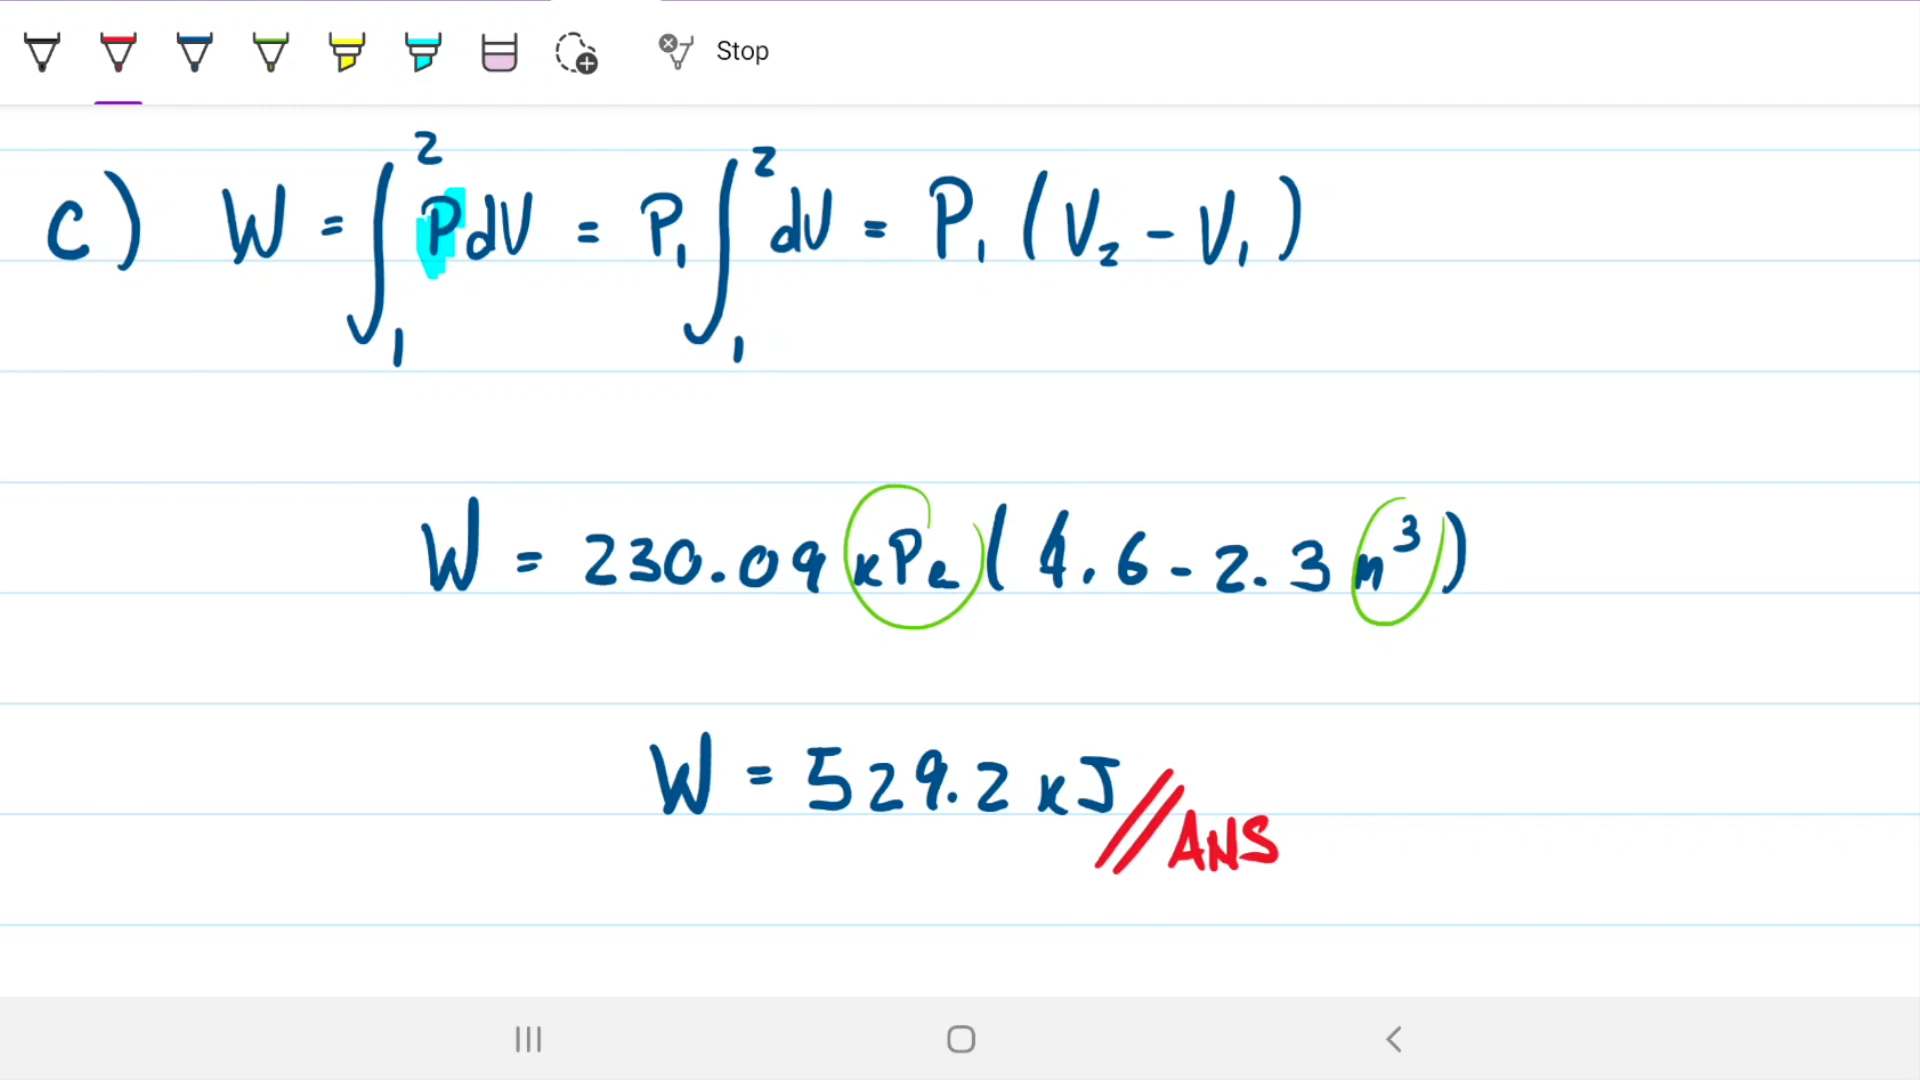 Stop
c) W = ∫₁² PdV = P₁ ∫₁² dV = P₁ (V₂ - V₁)
W = 230.09 kPa (4.6 - 2.3 m³)
W = 529.2 kJ // ANS